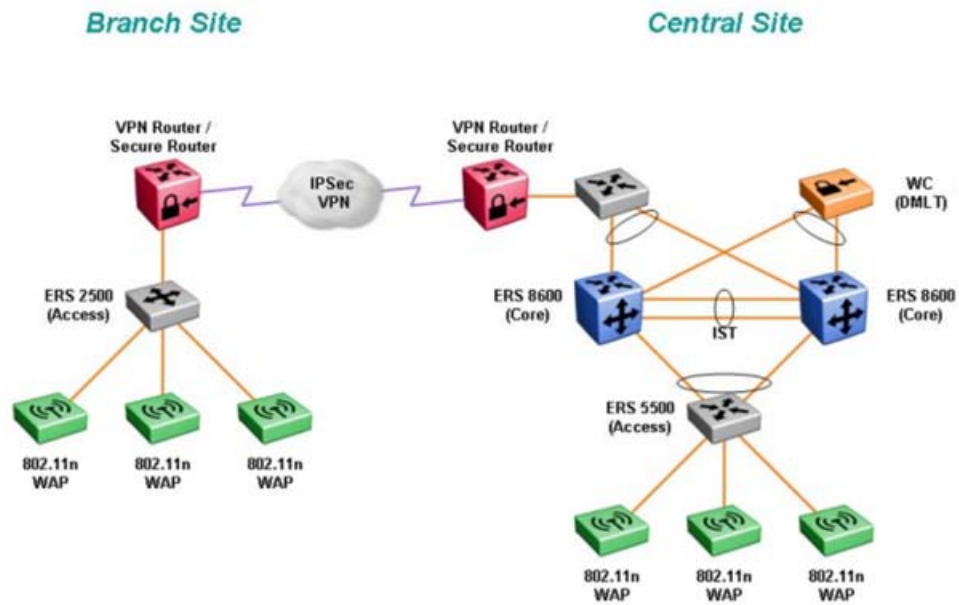 Branch Site
Central Site
VPN Router /
Secure Router
VPN Router /
Secure Router
IPSec
VPN
WC
(DMLT)
ERS 2500
(Access)
ERS 8600
(Core)
IST
ERS 8600
(Core)
ERS 5500
(Access)
802.11n
WAP
802.11n
WAP
802.11n
WAP
802.11n
WAP
802.11n
WAP
802.11n
WAP